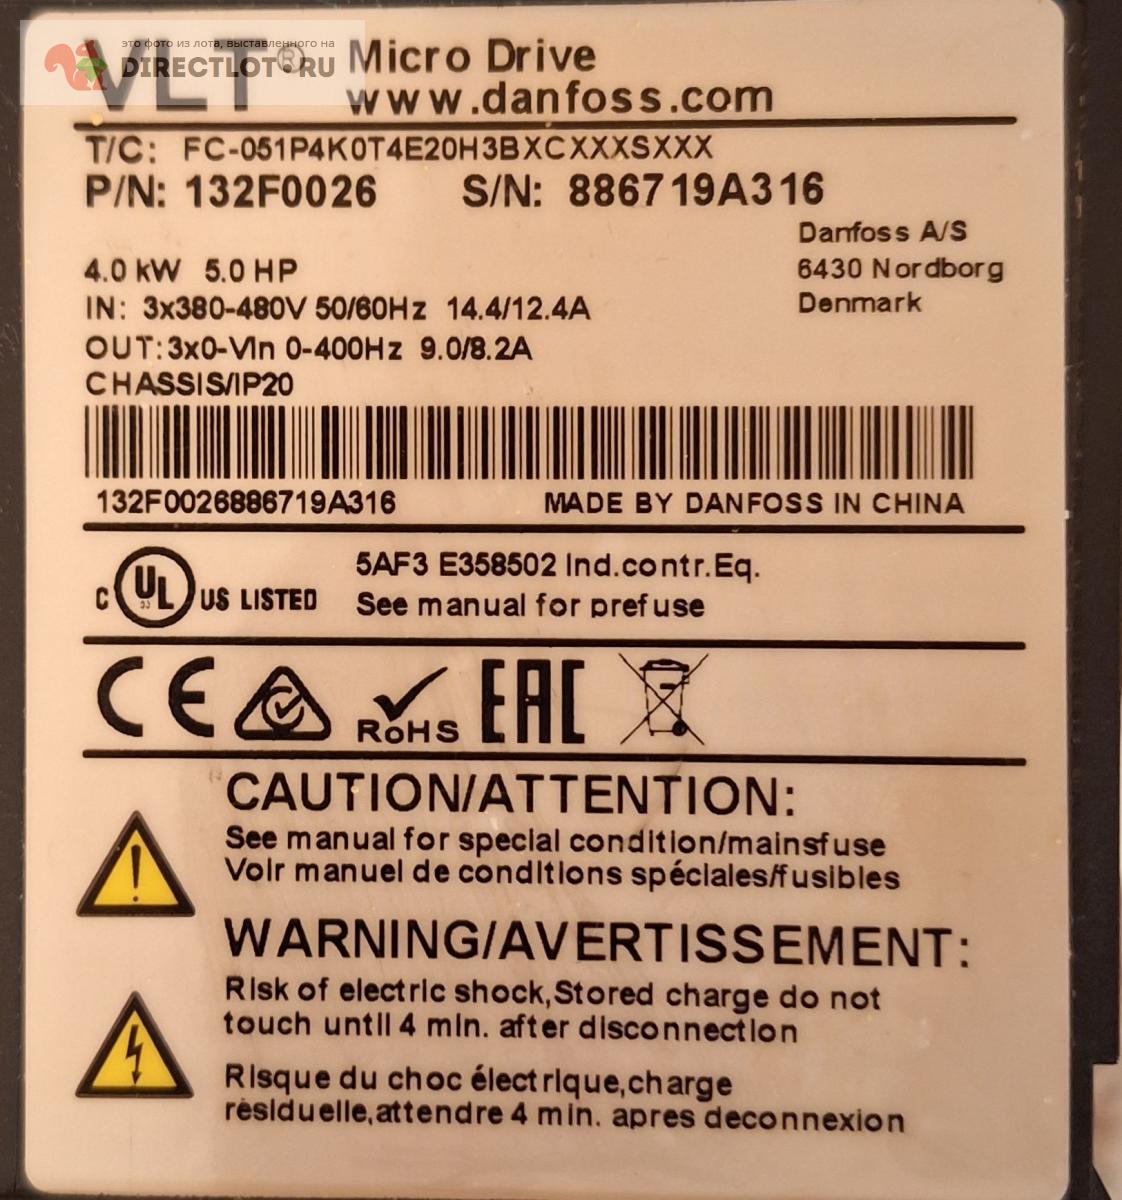 это фото из лота, выставленного на
DIRECTLOT.RU
VLT® Micro Drive
www.danfoss.com
T/C: FC-051P4K0T4E20H3BXCXXXSXXX
P/N: 132F0026 S/N: 886719A316
Danfoss A/S
6430 Nordborg
Denmark
4.0 kW 5.0 HP
IN: 3x380-480V 50/60Hz 14.4/12.4A
OUT: 3x0-Vin 0-400Hz 9.0/8.2A
CHASSIS/IP20
132F0026886719A316 MADE BY DANFOSS IN CHINA
C UL US LISTED
5AF3 E358502 Ind.contr.Eq.
See manual for prefuse
CE RoHS EAC
CAUTION/ATTENTION:
See manual for special condition/mainsfuse
Voir manuel de conditions spéciales/fusibles
WARNING/AVERTISSEMENT:
Risk of electric shock,Stored charge do not
touch until 4 min. after disconnection
Risque du choc électrique,charge
résiduelle,attendre 4 min. apres deconnexion